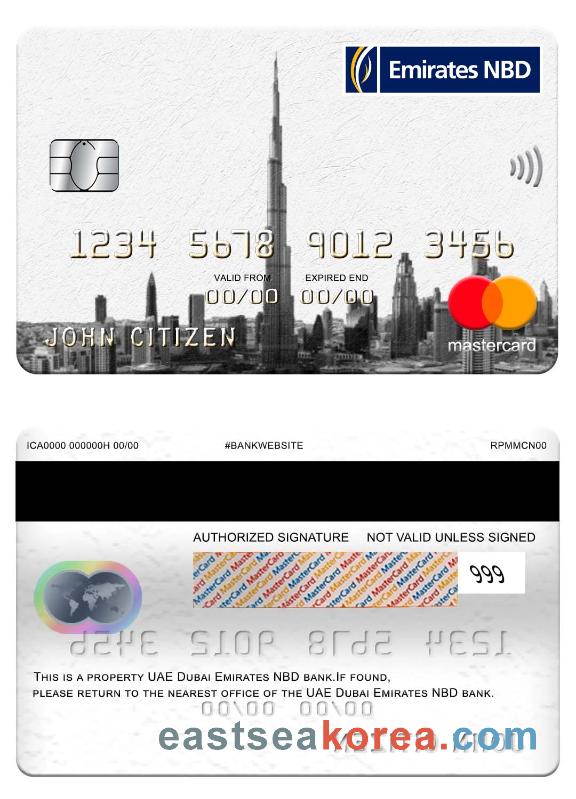 Emirates NBD
1234 5678 9012 3456
VALID FROM EXPIRED END
00/00 00/00
JOHN CITIZEN
mastercard
ICA0000 000000H 00/00 #BANKWEBSITE RPMMCN00
AUTHORIZED SIGNATURE NOT VALID UNLESS SIGNED
MasterCard MasterCard MasterCard
999
THIS IS A PROPERTY UAE DUBAI EMIRATES NBD BANK.IF FOUND,
PLEASE RETURN TO THE NEAREST OFFICE OF THE UAE DUBAI EMIRATES NBD BANK.
00/00 00/00
eastseakorea.com